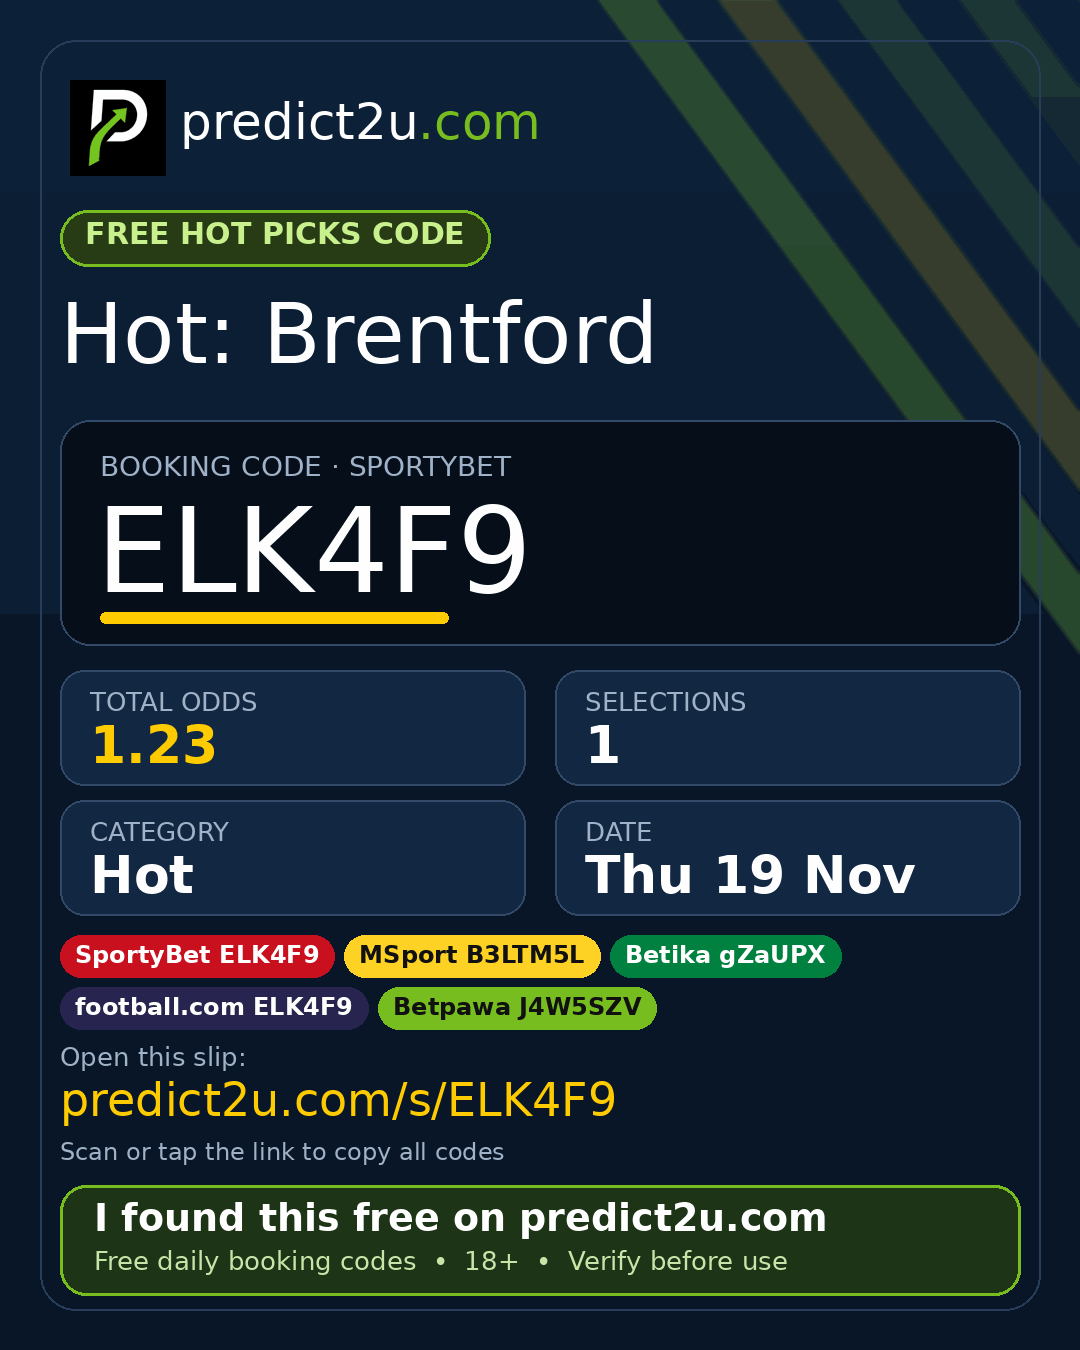 predict2u.com
FREE HOT PICKS CODE
Hot: Brentford
BOOKING CODE · SPORTYBET
ELK4F9
TOTAL ODDS
1.23
SELECTIONS
1
CATEGORY
Hot
DATE
Thu 19 Nov
SportyBet ELK4F9
MSport B3LTM5L
Betika gZaUPX
football.com ELK4F9
Betpawa J4W5SZV
Open this slip:
predict2u.com/s/ELK4F9
Scan or tap the link to copy all codes
I found this free on predict2u.com
Free daily booking codes • 18+ • Verify before use